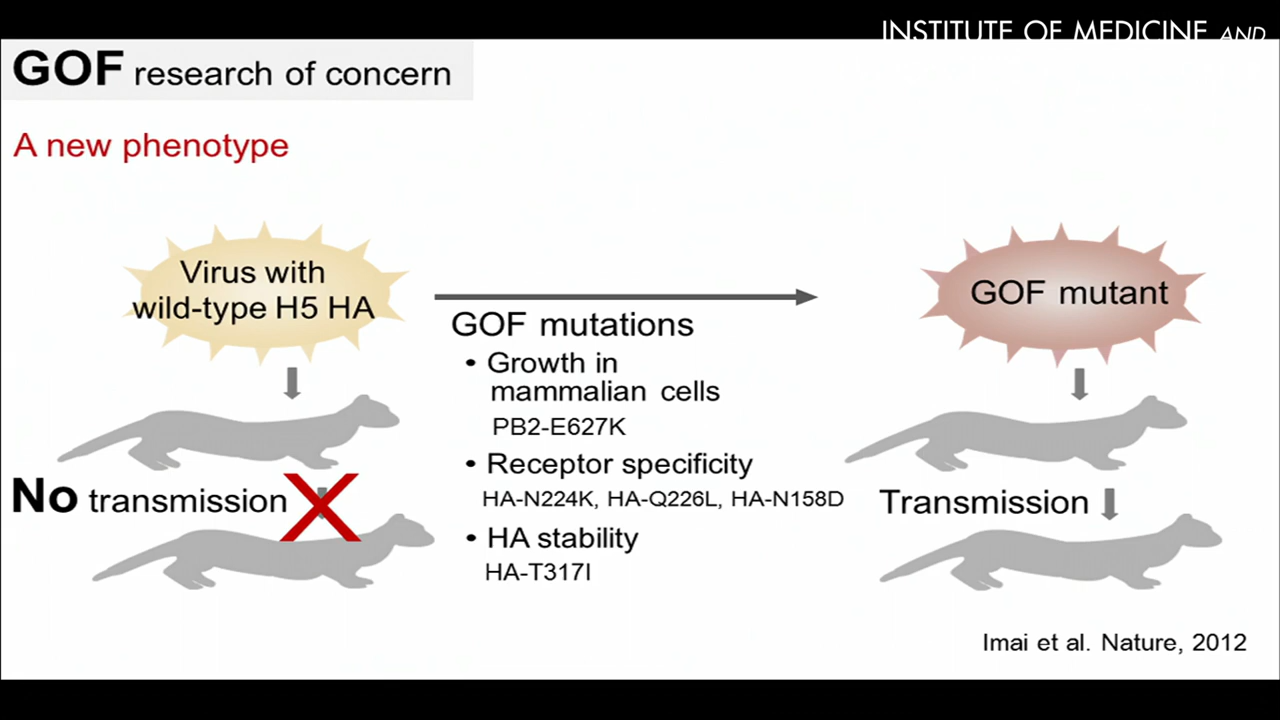 INSTITUTE OF MEDICINE AND
GOF research of concern
A new phenotype
Virus with
wild-type H5 HA
GOF mutations
• Growth in
mammalian cells
PB2-E627K
• Receptor specificity
HA-N224K, HA-Q226L, HA-N158D
• HA stability
HA-T317I
GOF mutant
No transmission
Transmission
Imai et al. Nature, 2012